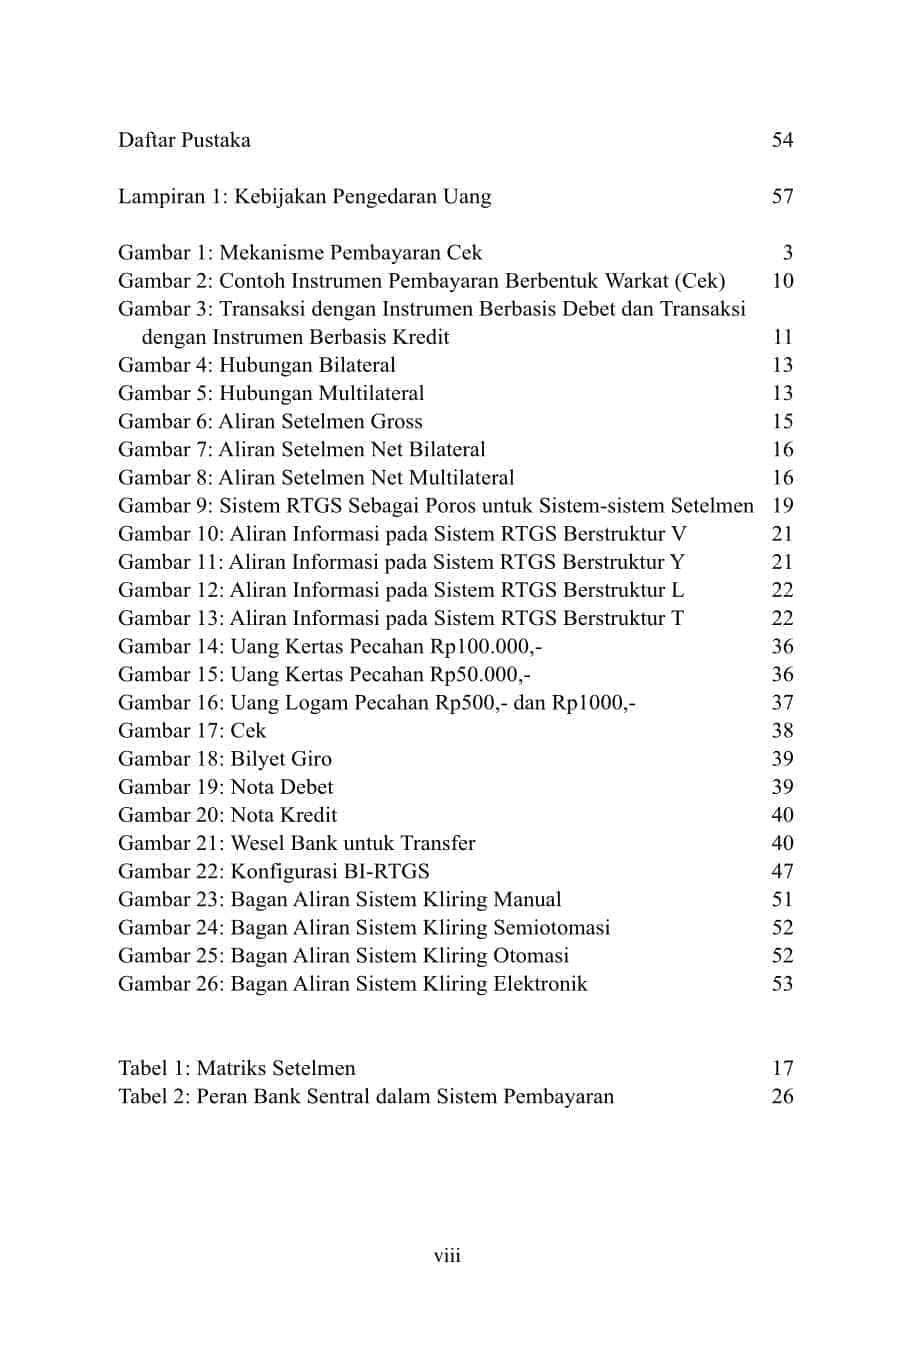 Daftar Pustaka 54
Lampiran 1: Kebijakan Pengedaran Uang 57
Gambar 1: Mekanisme Pembayaran Cek 3
Gambar 2: Contoh Instrumen Pembayaran Berbentuk Warkat (Cek) 10
Gambar 3: Transaksi dengan Instrumen Berbasis Debet dan Transaksi
dengan Instrumen Berbasis Kredit 11
Gambar 4: Hubungan Bilateral 13
Gambar 5: Hubungan Multilateral 13
Gambar 6: Aliran Setelmen Gross 15
Gambar 7: Aliran Setelmen Net Bilateral 16
Gambar 8: Aliran Setelmen Net Multilateral 16
Gambar 9: Sistem RTGS Sebagai Poros untuk Sistem-sistem Setelmen 19
Gambar 10: Aliran Informasi pada Sistem RTGS Berstruktur V 21
Gambar 11: Aliran Informasi pada Sistem RTGS Berstruktur Y 21
Gambar 12: Aliran Informasi pada Sistem RTGS Berstruktur L 22
Gambar 13: Aliran Informasi pada Sistem RTGS Berstruktur T 22
Gambar 14: Uang Kertas Pecahan Rp100.000,- 36
Gambar 15: Uang Kertas Pecahan Rp50.000,- 36
Gambar 16: Uang Logam Pecahan Rp500,- dan Rp1000,- 37
Gambar 17: Cek 38
Gambar 18: Bilyet Giro 39
Gambar 19: Nota Debet 39
Gambar 20: Nota Kredit 40
Gambar 21: Wesel Bank untuk Transfer 40
Gambar 22: Konfigurasi BI-RTGS 47
Gambar 23: Bagan Aliran Sistem Kliring Manual 51
Gambar 24: Bagan Aliran Sistem Kliring Semiotomasi 52
Gambar 25: Bagan Aliran Sistem Kliring Otomasi 52
Gambar 26: Bagan Aliran Sistem Kliring Elektronik 53
Tabel 1: Matriks Setelmen 17
Tabel 2: Peran Bank Sentral dalam Sistem Pembayaran 26
viii